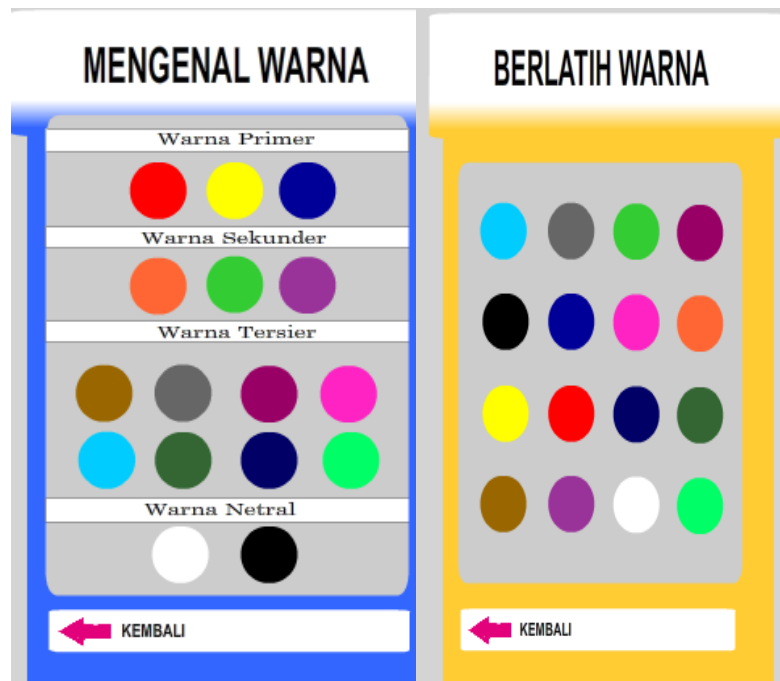 MENGENAL WARNA
Warna Primer
Warna Sekunder
Warna Tersier
Warna Netral
KEMBALI
BERLATIH WARNA
KEMBALI